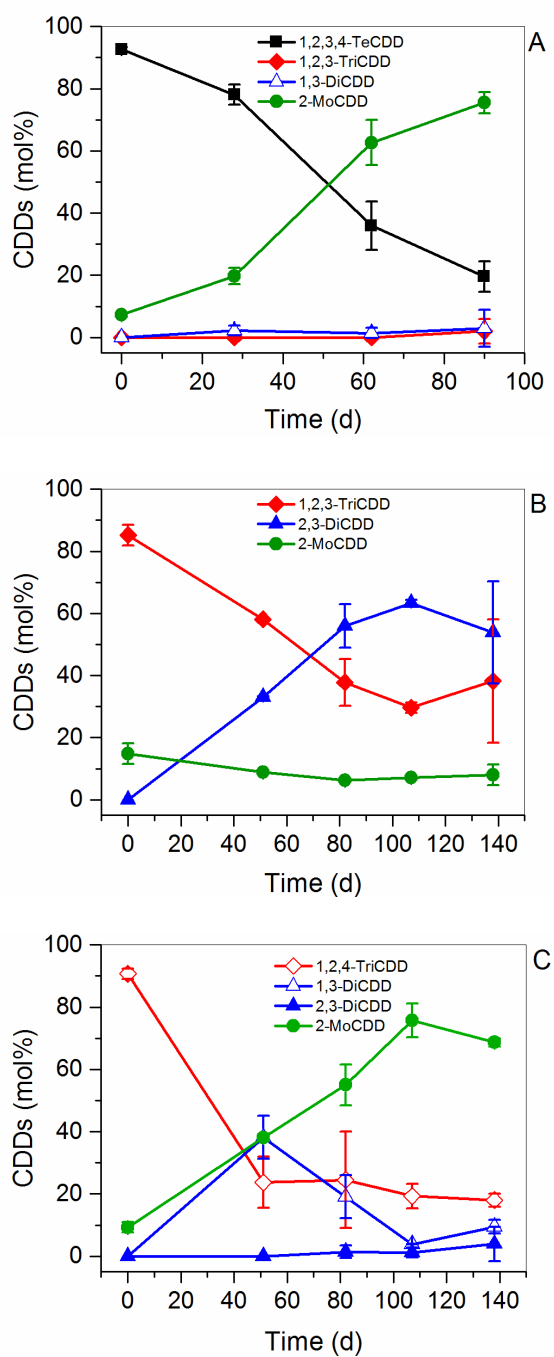 A
1,2,3,4-TeCDD
1,2,3-TriCDD
1,3-DiCDD
2-MoCDD
CDDs (mol%)
100
80
60
40
20
0
0 20 40 60 80 100
Time (d)
B
1,2,3-TriCDD
2,3-DiCDD
2-MoCDD
CDDs (mol%)
100
80
60
40
20
0
0 20 40 60 80 100 120 140
Time (d)
C
1,2,4-TriCDD
1,3-DiCDD
2,3-DiCDD
2-MoCDD
CDDs (mol%)
100
80
60
40
20
0
0 20 40 60 80 100 120 140
Time (d)